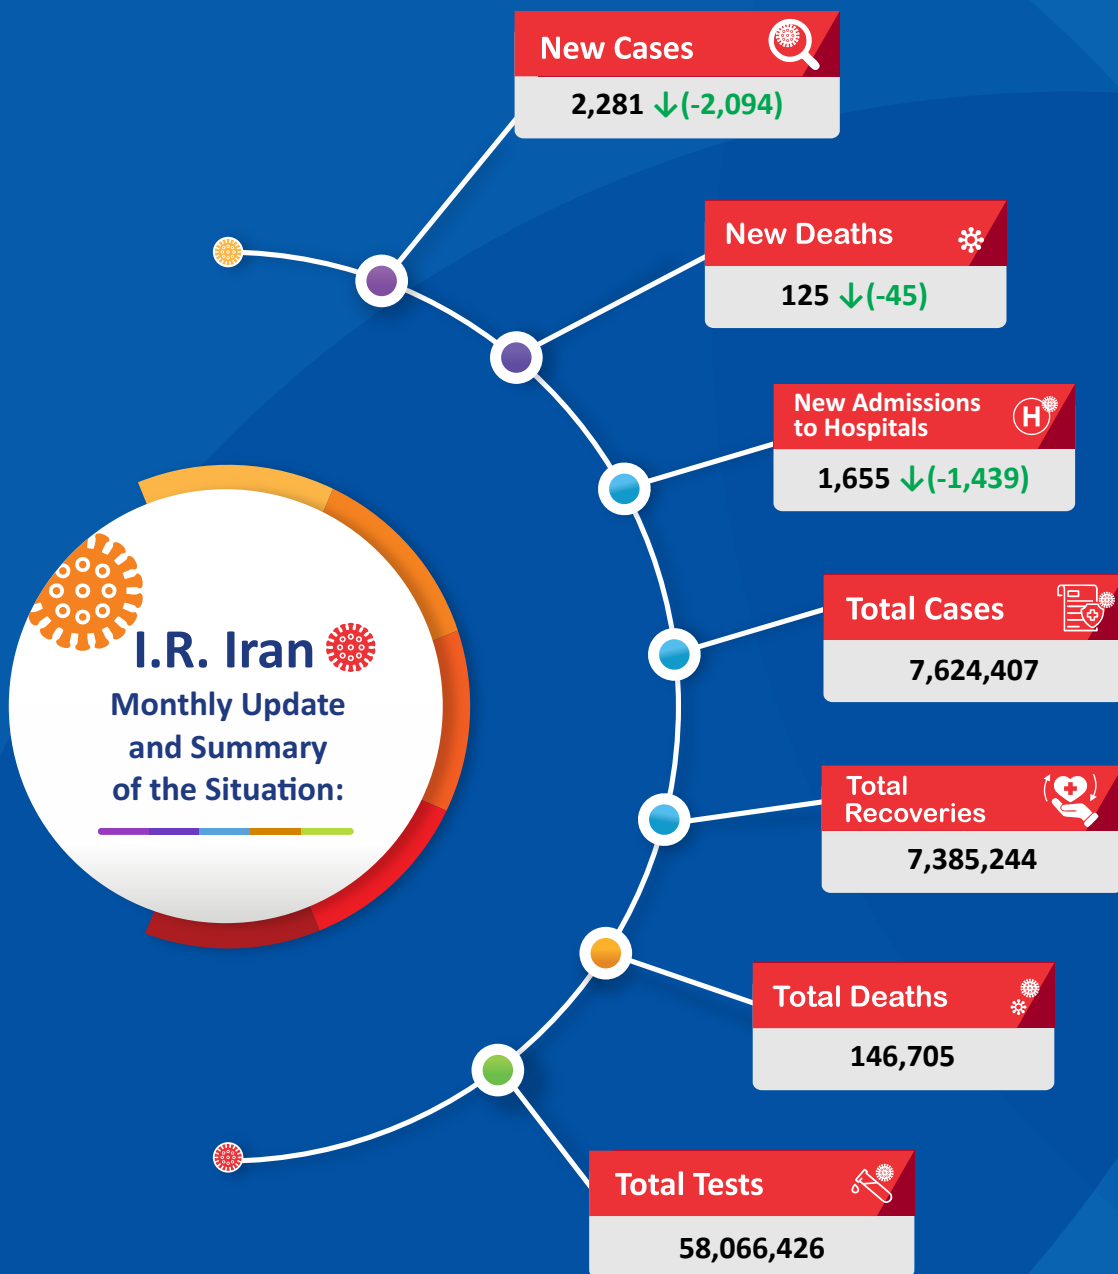 New Cases
2,281 ↓(-2,094)
New Deaths
125 ↓(-45)
New Admissions
to Hospitals
H
1,655 ↓(-1,439)
Total Cases
7,624,407
I.R. Iran
Monthly Update
and Summary
of the Situation:
Total
Recoveries
7,385,244
Total Deaths
146,705
Total Tests
58,066,426